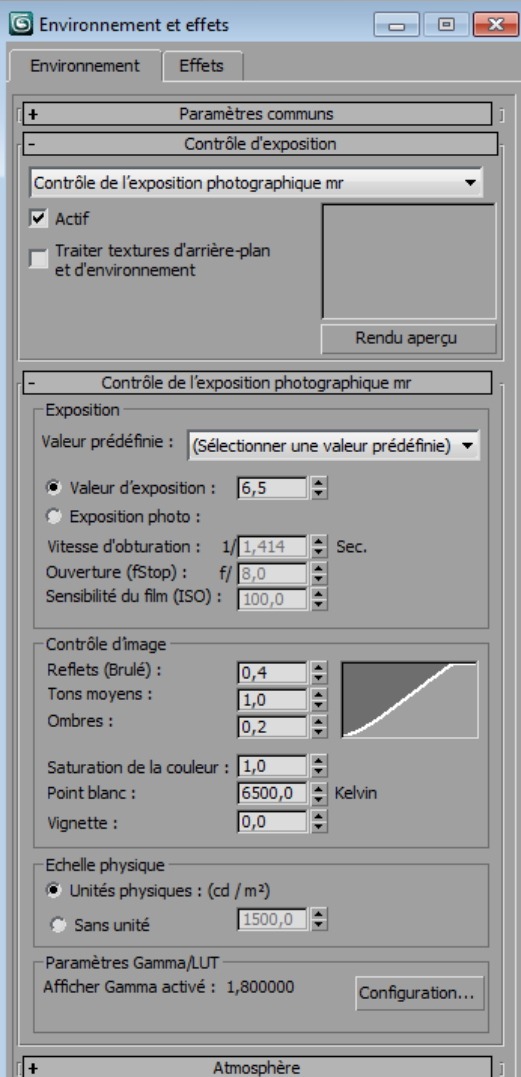 Environnement et effets
Environnement Effets
+ Paramètres communs
- Contrôle d'exposition
Contrôle de l'exposition photographique mr
Actif
Traiter textures d'arrière-plan
et d'environnement
Rendu aperçu
- Contrôle de l'exposition photographique mr
Exposition
Valeur prédéfinie : (Sélectionner une valeur prédéfinie)
Valeur d'exposition : 6,5
Exposition photo :
Vitesse d'obturation : 1/ 1,414 Sec.
Ouverture (fStop) : f/ 8,0
Sensibilité du film (ISO) : 100,0
Contrôle d'image
Reflets (Brulé) : 0,4
Tons moyens : 1,0
Ombres : 0,2
Saturation de la couleur : 1,0
Point blanc : 6500,0 Kelvin
Vignette : 0,0
Echelle physique
Unités physiques : (cd / m²)
Sans unité 1500,0
Paramètres Gamma/LUT
Afficher Gamma activé : 1,800000 Configuration...
+ Atmosphère